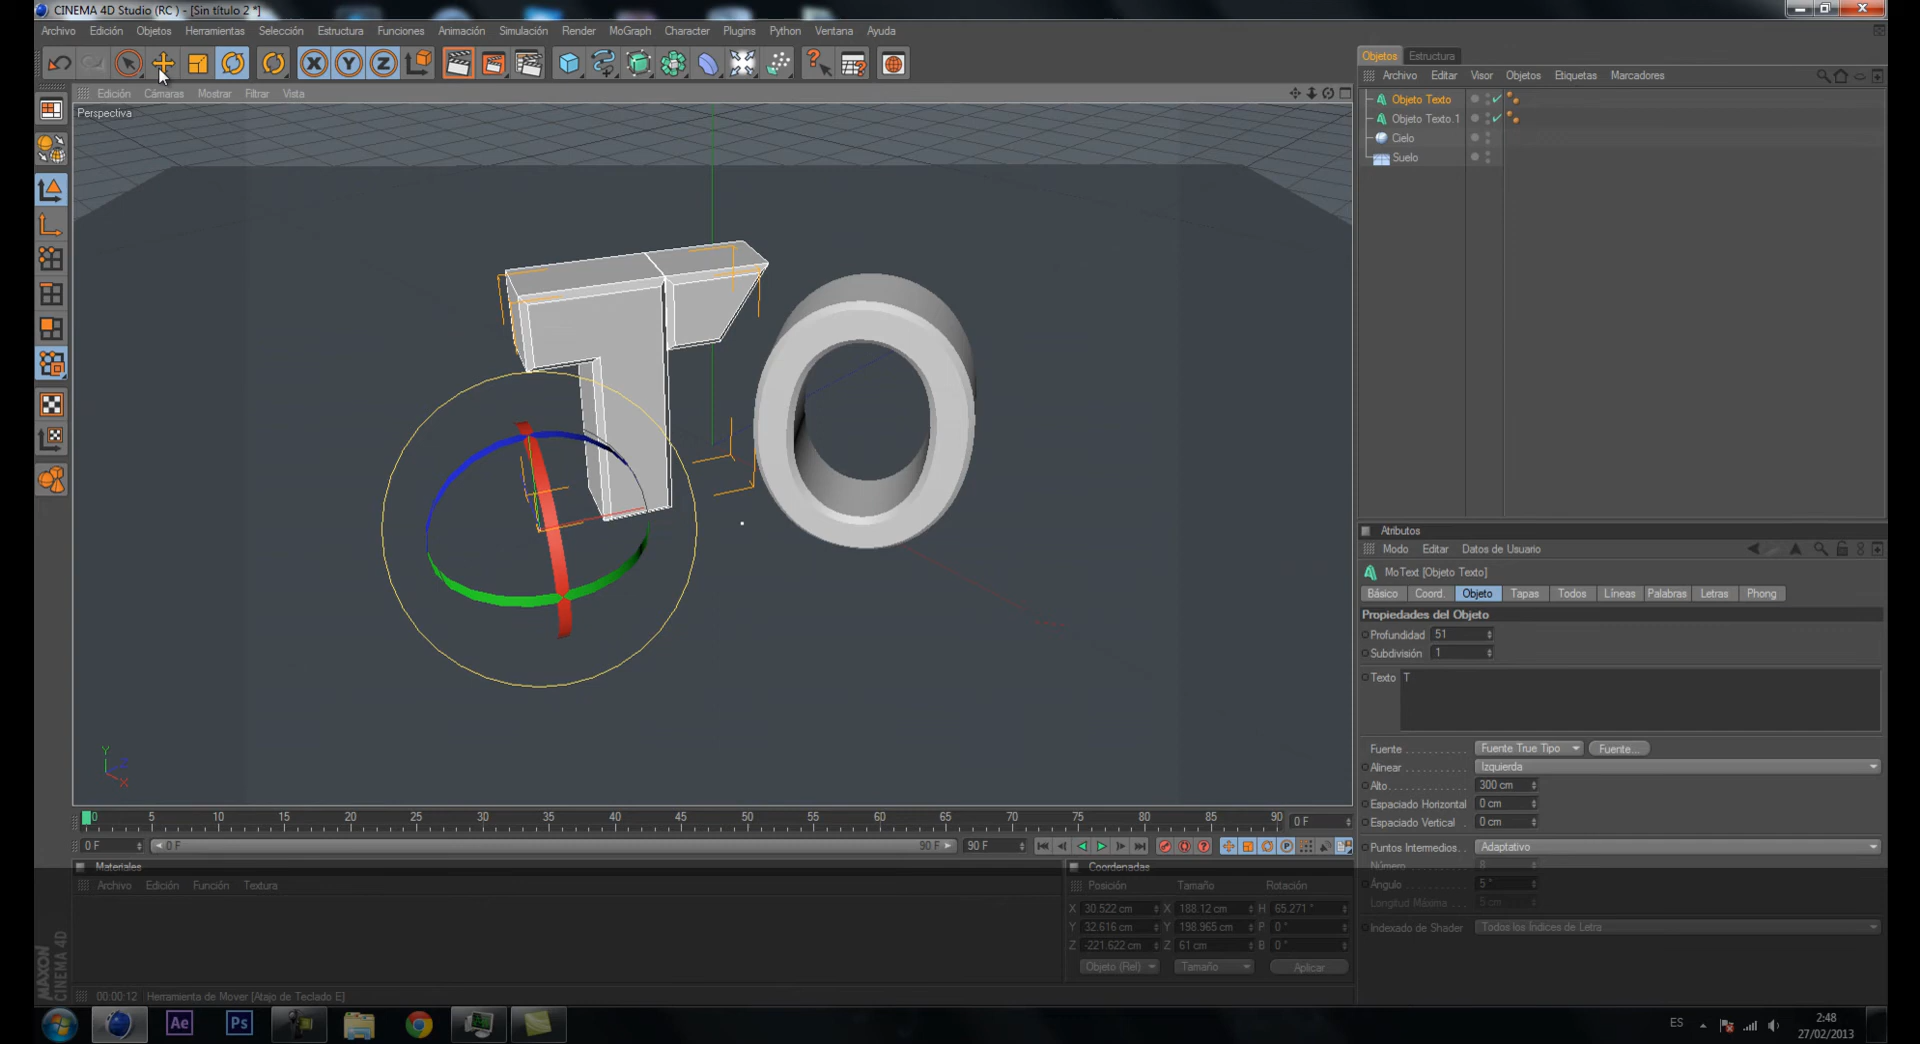 CINEMA 4D Studio (RC ) - [Sin título 2 *]
Archivo Edición Objetos Herramientas Selección Estructura Funciones Animación Simulación Render MoGraph Character Plugins Python Ventana Ayuda
X Y Z
Edición Cámaras Mostrar Filtrar Vista
Perspectiva
Y
Z
X
Objetos Estructura
Archivo Editar Visor Objetos Etiquetas Marcadores
Objeto Texto
Objeto Texto.1
Cielo
Suelo
Atributos
Modo Editar Datos de Usuario
MoText [Objeto Texto]
Básico Coord. Objeto Tapas Todos Líneas Palabras Letras Phong
Propiedades del Objeto
Profundidad 51
Subdivisión 1
Texto T
Fuente Fuente True Tipo Fuente...
Alinear Izquierda
Alto 300 cm
Espaciado Horizontal 0 cm
Espaciado Vertical 0 cm
Puntos Intermedios Adaptativo
Número 8
Ángulo 5 °
Longitud Máxima 5 cm
Indexado de Shader Todos los Indices de Letra
0 5 10 15 20 25 30 35 40 45 50 55 60 65 70 75 80 85 90 0 F
0 F 0 F 90 F 90 F
Materiales
Archivo Edición Función Textura
Coordenadas
Posición Tamaño Rotación
X 30.522 cm X 188.12 cm H 65.271 °
Y 32.616 cm Y 198.965 cm P 0 °
Z -221.622 cm Z 61 cm B 0 °
Objeto (Rel) Tamaño Aplicar
MAXON
CINEMA 4D
00:00:12 Herramienta de Mover [Atajo de Teclado E]
Ae Ps
ES
2:48
27/02/2013